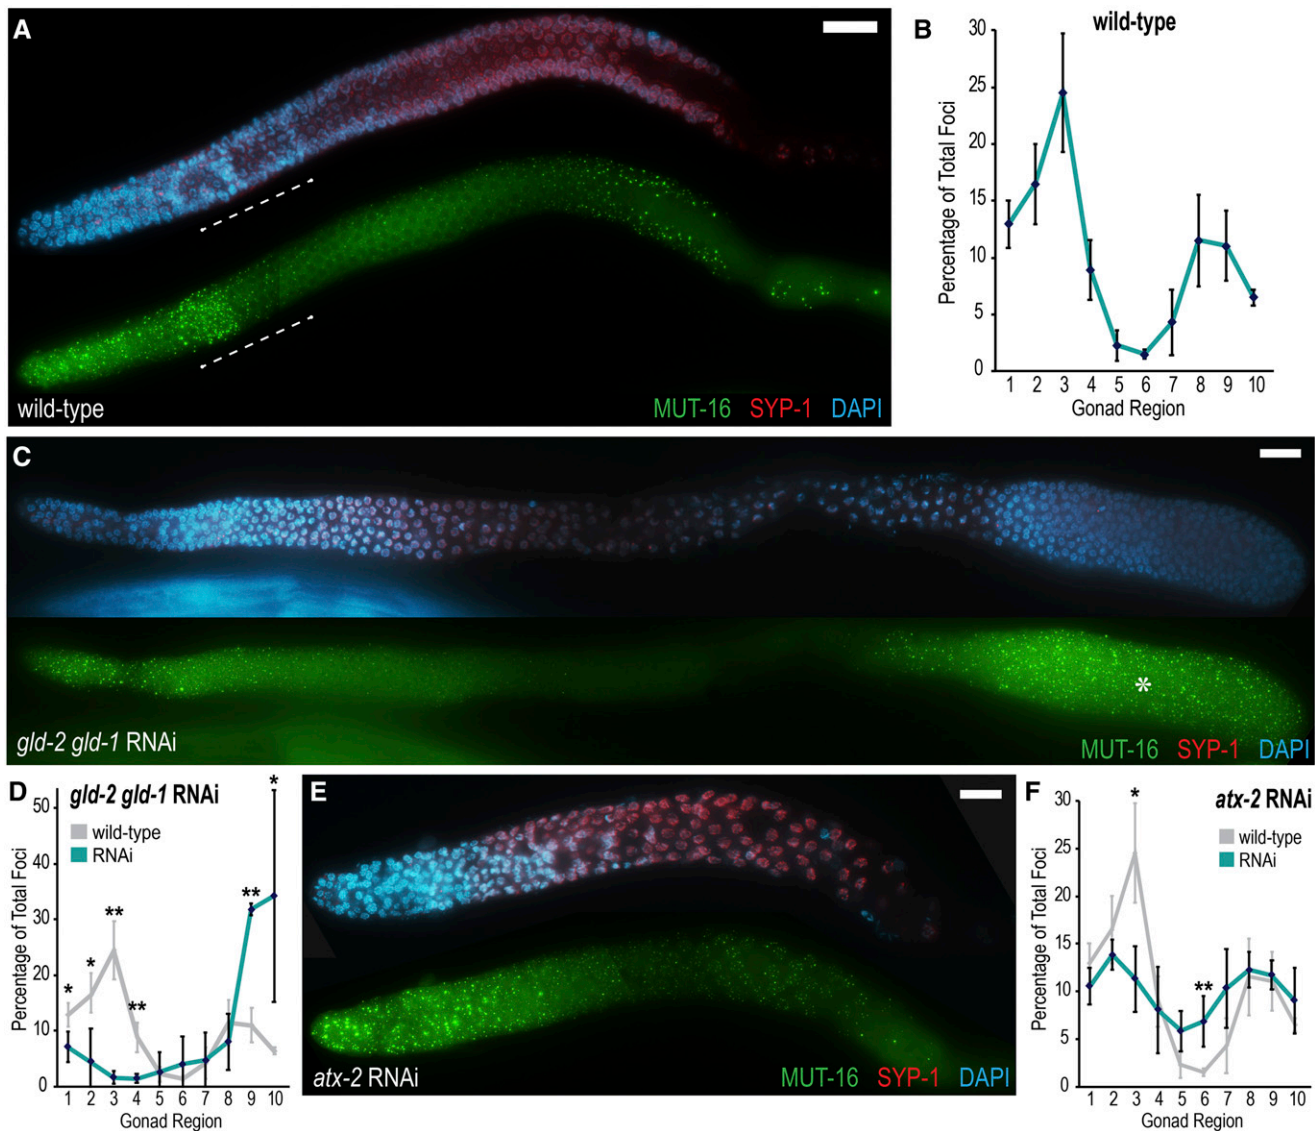 A
wild-type
MUT-16 SYP-1 DAPI
B
wild-type
Percentage of Total Foci
30
25
20
15
10
5
0
1 2 3 4 5 6 7 8 9 10
Gonad Region
C
*
gld-2 gld-1 RNAi
MUT-16 SYP-1 DAPI
D
gld-2 gld-1 RNAi
wild-type
RNAi
Percentage of Total Foci
50
40
30
20
10
0
* * ** ** ** *
1 2 3 4 5 6 7 8 9 10
Gonad Region
E
atx-2 RNAi
MUT-16 SYP-1 DAPI
F
atx-2 RNAi
wild-type
RNAi
Percentage of Total Foci
30
25
20
15
10
5
0
* **
1 2 3 4 5 6 7 8 9 10
Gonad Region